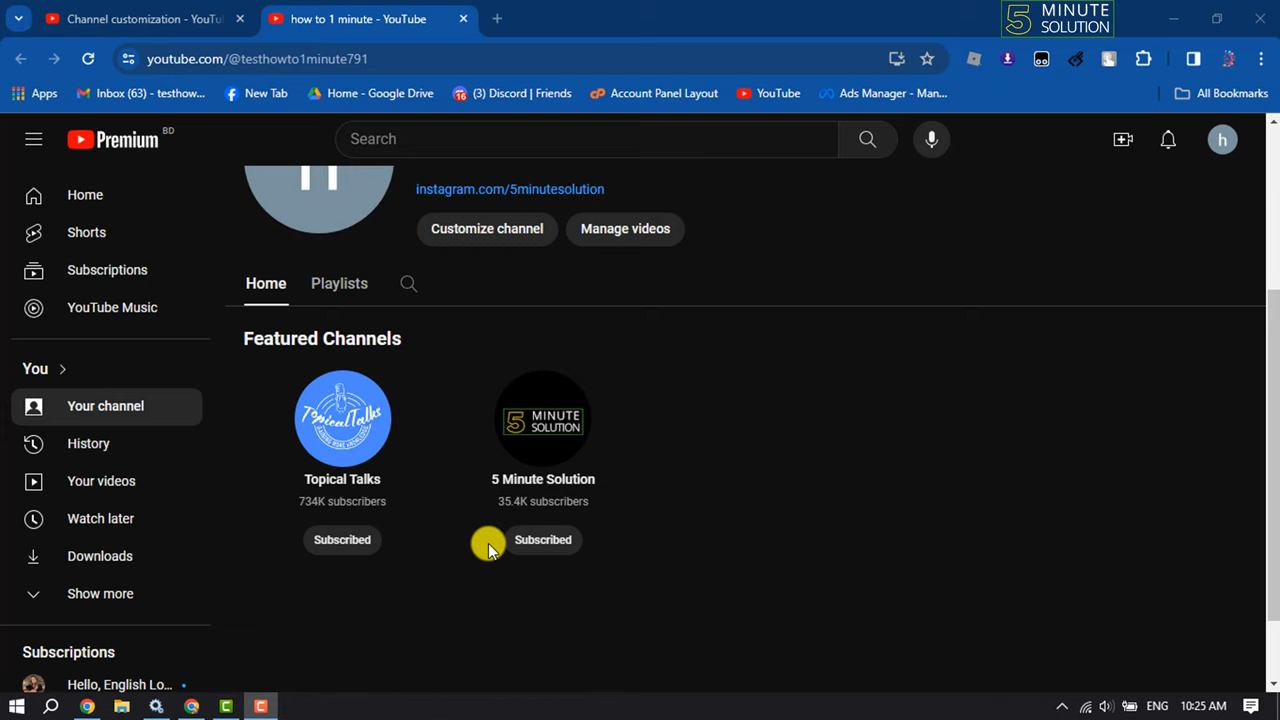 Channel customization - YouTu
how to 1 minute - YouTube
5 MINUTE SOLUTION
youtube.com/@testhowto1minute791
Apps
Inbox (63) - testhow...
New Tab
Home - Google Drive
16
(3) Discord | Friends
Account Panel Layout
YouTube
Ads Manager - Man...
All Bookmarks
Premium BD
Search
h
Home
Shorts
Subscriptions
YouTube Music
You
Your channel
History
Your videos
Watch later
Downloads
Show more
Subscriptions
Hello, English Lo...
instagram.com/5minutesolution
Customize channel
Manage videos
Home
Playlists
Featured Channels
TopicalTalks
5 MINUTE SOLUTION
Topical Talks
5 Minute Solution
734K subscribers
35.4K subscribers
Subscribed
Subscribed
ENG
10:25 AM